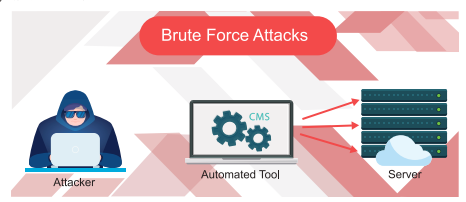 Brute Force Attacks
CMS
Attacker
Automated Tool
Server